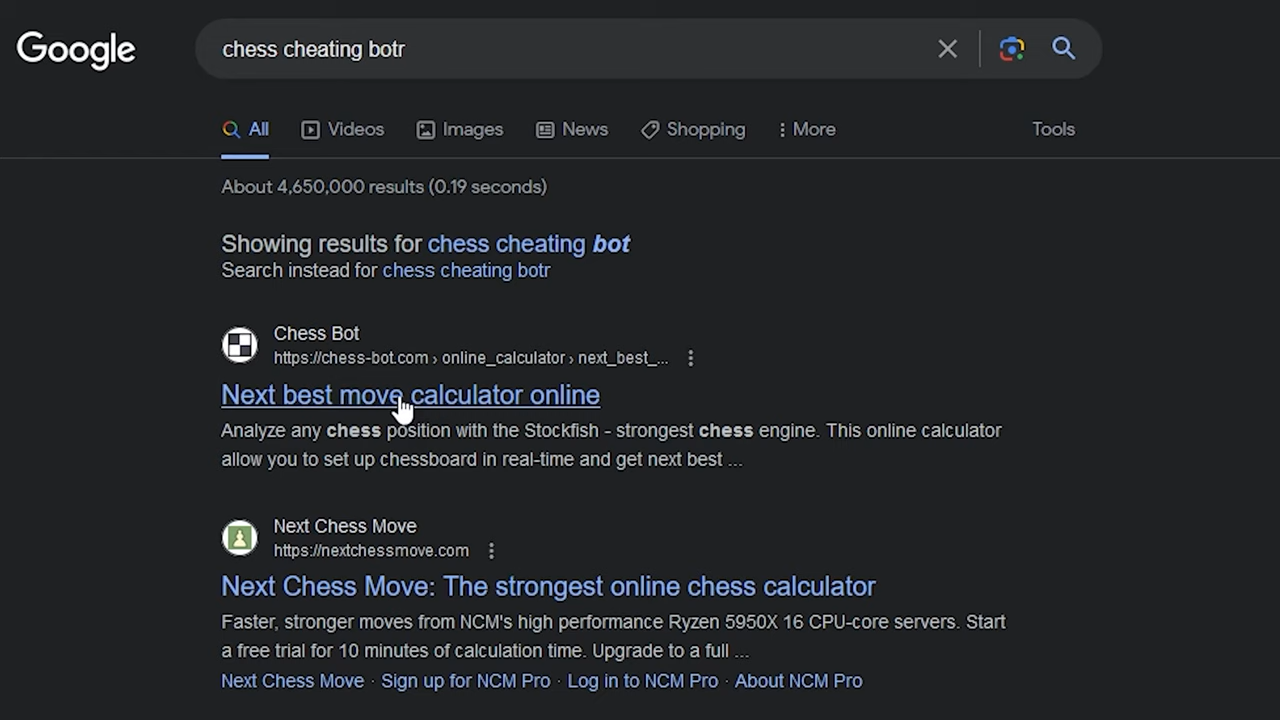 Google
chess cheating botr
All Videos Images News Shopping More Tools
About 4,650,000 results (0.19 seconds)
Showing results for chess cheating bot
Search instead for chess cheating botr
Chess Bot
https://chess-bot.com › online_calculator › next_best_...
Next best move calculator online
Analyze any chess position with the Stockfish - strongest chess engine. This online calculator
allow you to set up chessboard in real-time and get next best ...
Next Chess Move
https://nextchessmove.com
Next Chess Move: The strongest online chess calculator
Faster, stronger moves from NCM's high performance Ryzen 5950X 16 CPU-core servers. Start
a free trial for 10 minutes of calculation time. Upgrade to a full ...
Next Chess Move · Sign up for NCM Pro · Log in to NCM Pro · About NCM Pro